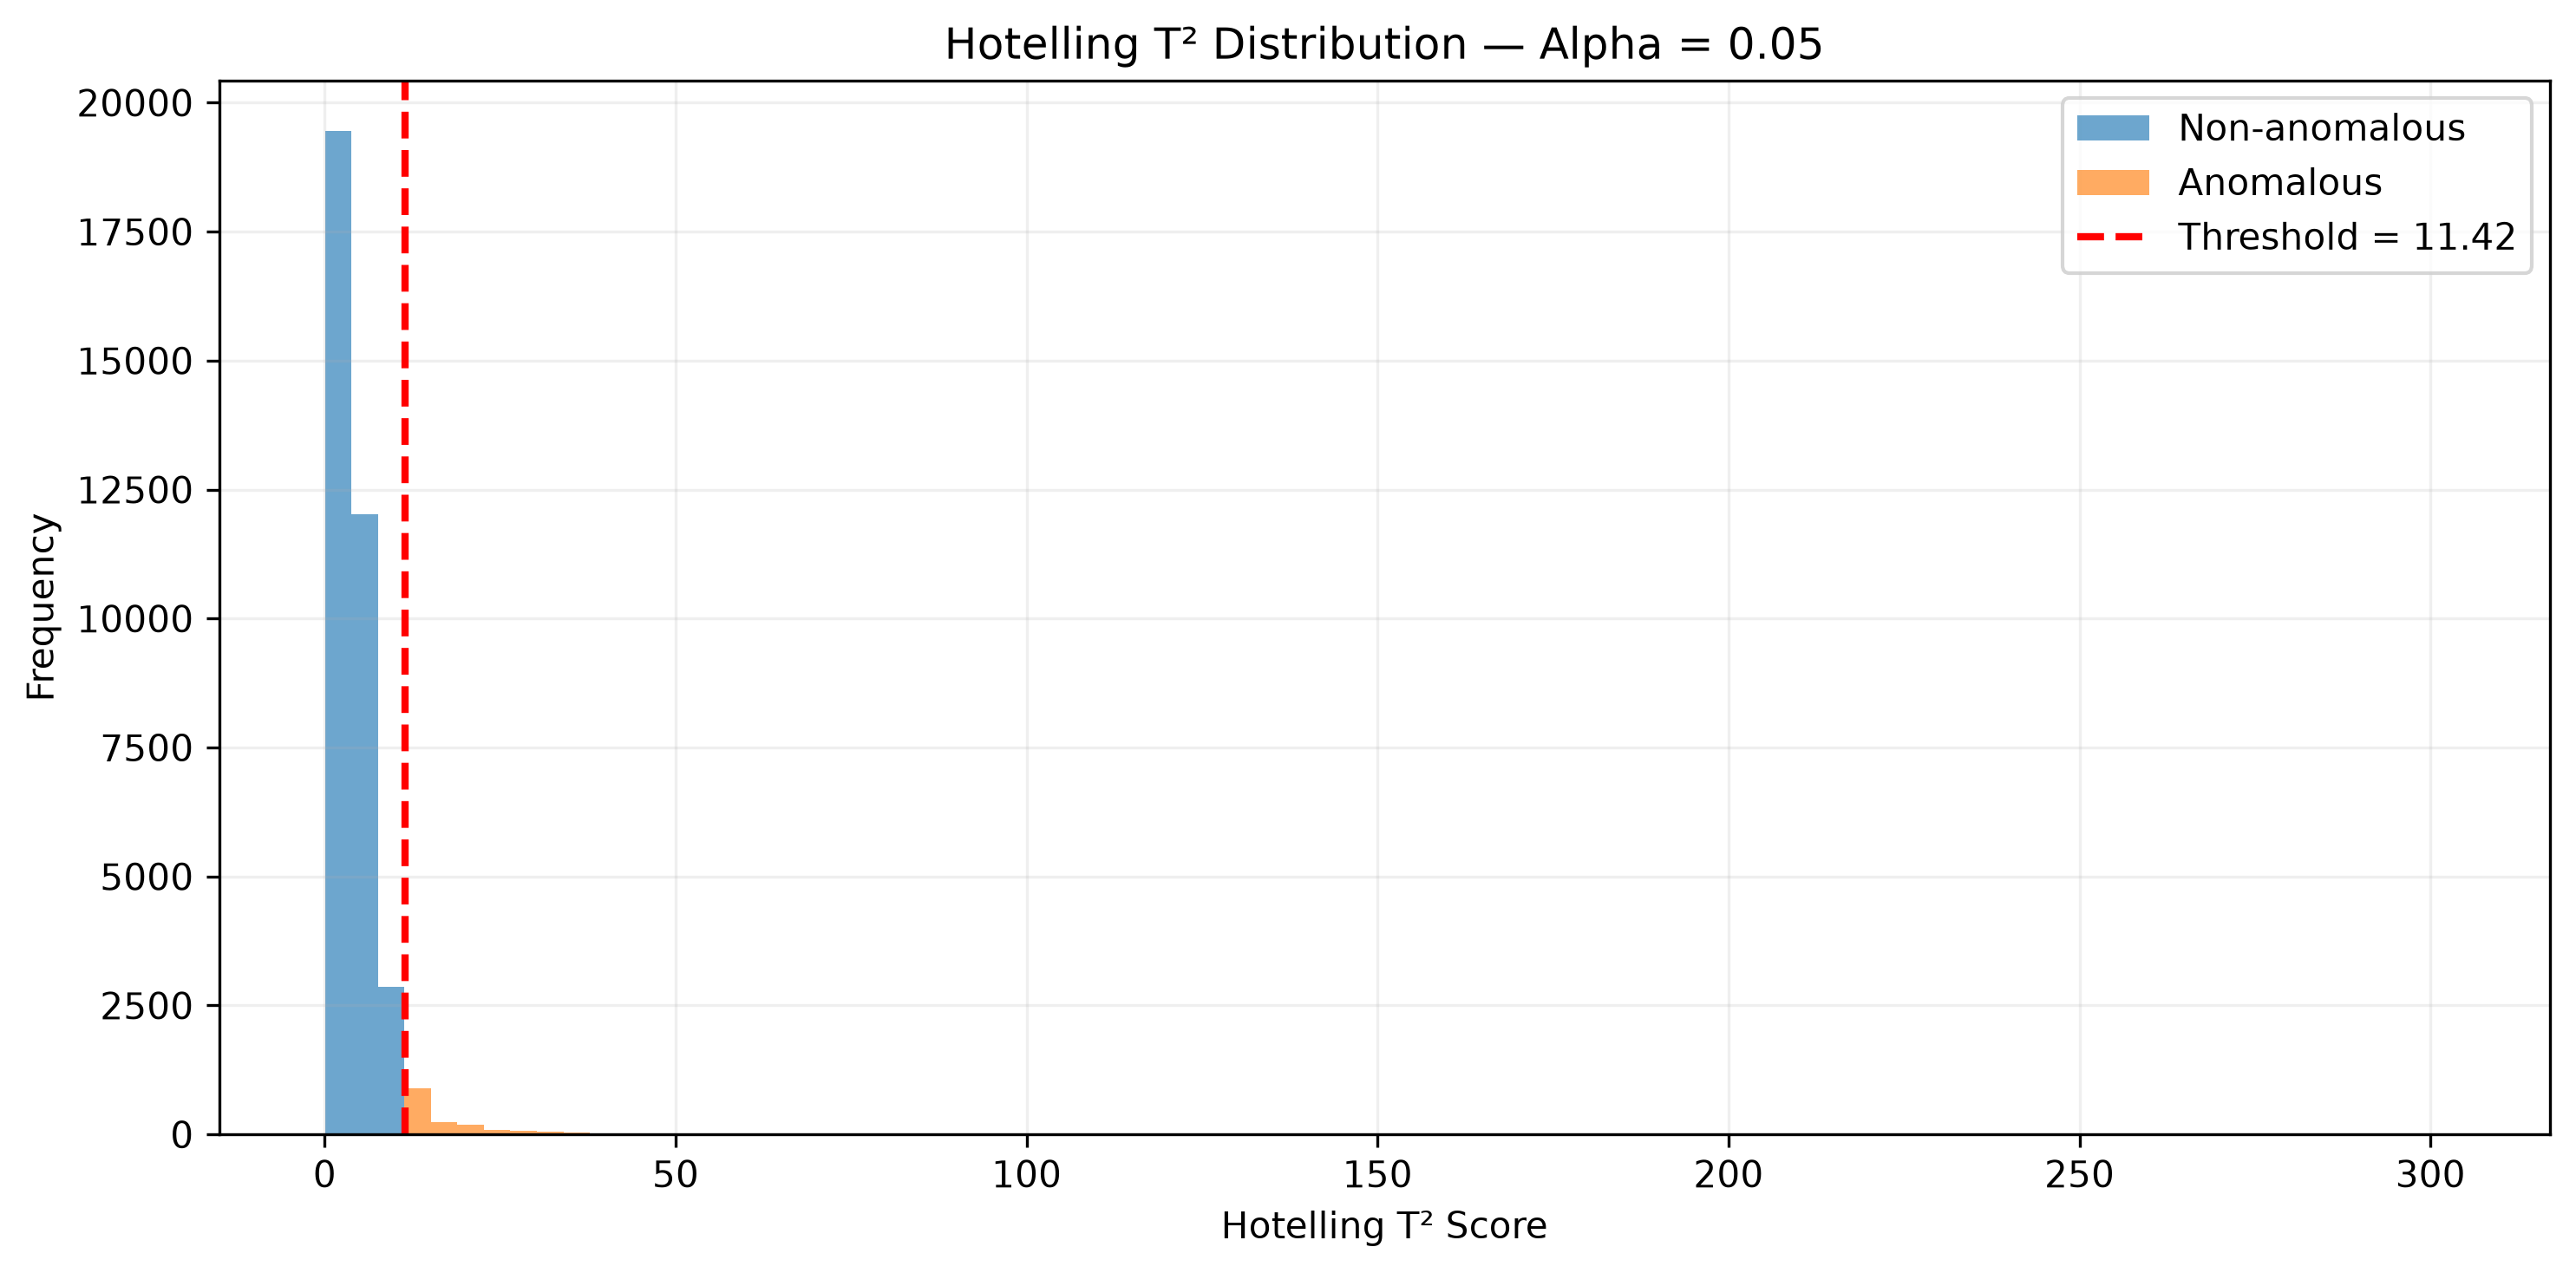 Hotelling T² Distribution — Alpha = 0.05
Non-anomalous
Anomalous
Threshold = 11.42
Frequency
20000
17500
15000
12500
10000
7500
5000
2500
0
0 50 100 150 200 250 300
Hotelling T² Score